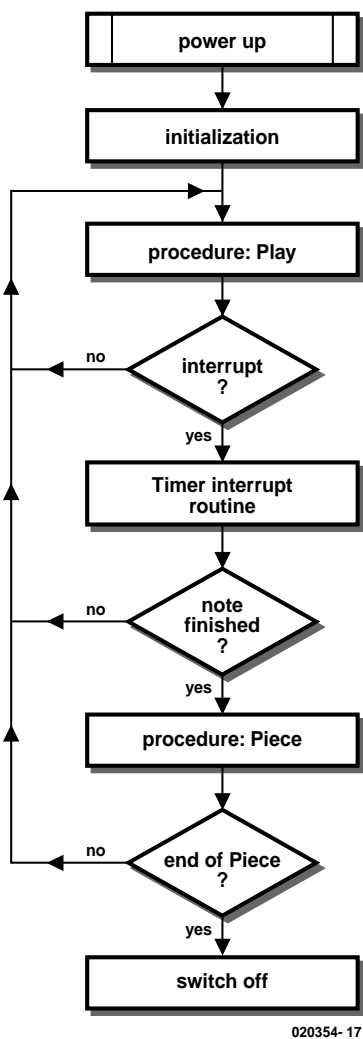 power up
initialization
procedure: Play
interrupt
?
no
yes
Timer interrupt
routine
note
finished
?
no
yes
procedure: Piece
end of Piece
?
no
yes
switch off
020354- 17